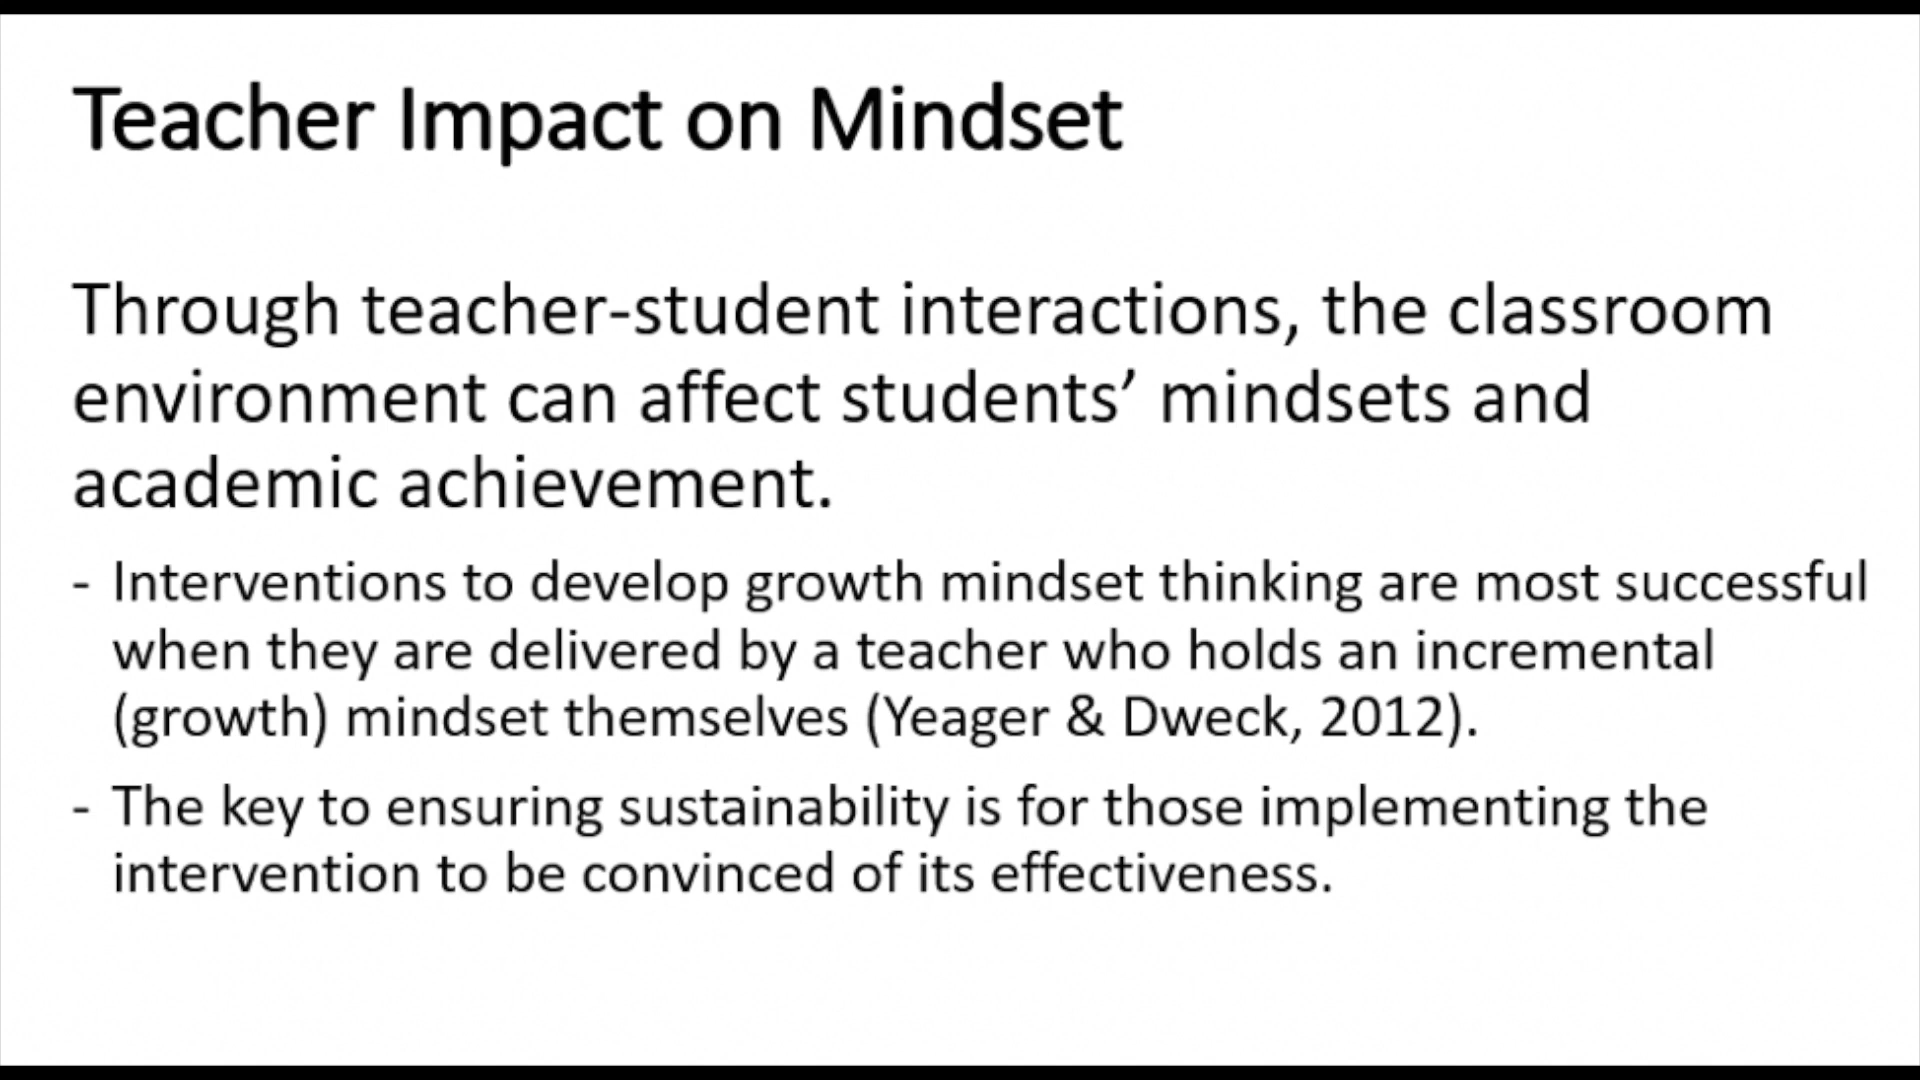 Teacher Impact on Mindset
Through teacher-student interactions, the classroom
environment can affect students’ mindsets and
academic achievement.
- Interventions to develop growth mindset thinking are most successful
when they are delivered by a teacher who holds an incremental
(growth) mindset themselves (Yeager & Dweck, 2012).
- The key to ensuring sustainability is for those implementing the
intervention to be convinced of its effectiveness.